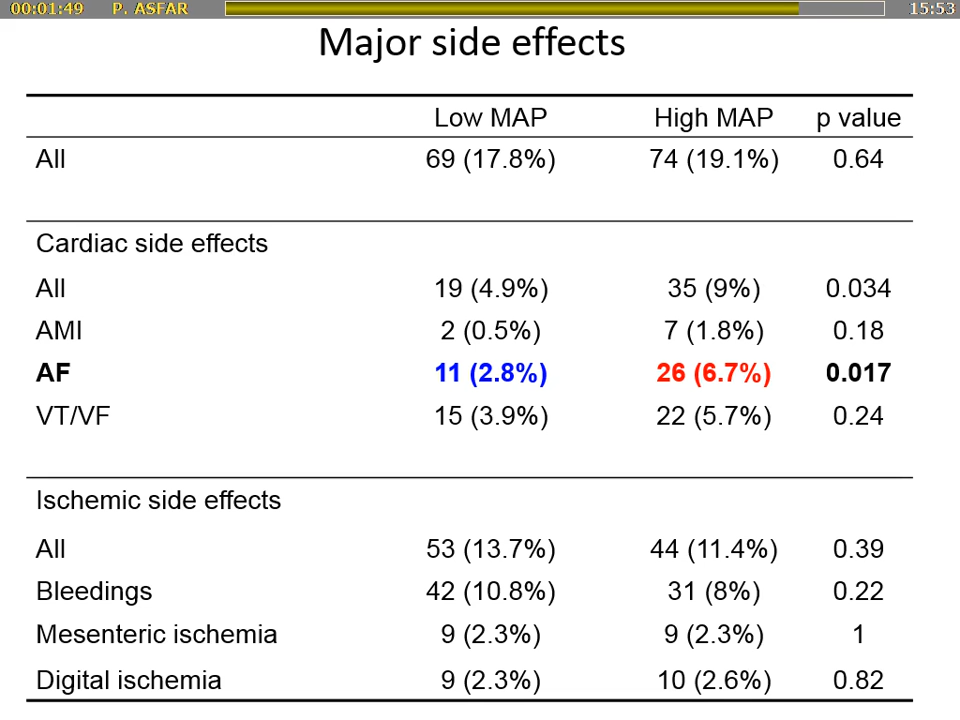 00:01:49 P. ASFAR 15:53
Major side effects
Low MAP High MAP p value
All 69 (17.8%) 74 (19.1%) 0.64
Cardiac side effects
All 19 (4.9%) 35 (9%) 0.034
AMI 2 (0.5%) 7 (1.8%) 0.18
AF 11 (2.8%) 26 (6.7%) 0.017
VT/VF 15 (3.9%) 22 (5.7%) 0.24
Ischemic side effects
All 53 (13.7%) 44 (11.4%) 0.39
Bleedings 42 (10.8%) 31 (8%) 0.22
Mesenteric ischemia 9 (2.3%) 9 (2.3%) 1
Digital ischemia 9 (2.3%) 10 (2.6%) 0.82